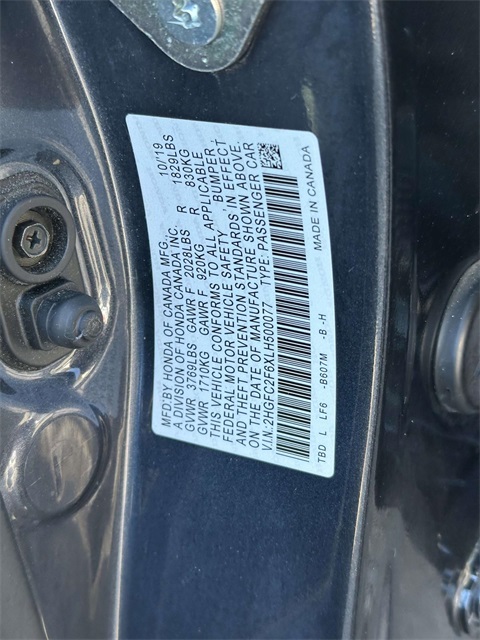 MFD.BY HONDA OF CANADA MFG. 10/19
A DIVISION OF HONDA CANADA INC.
GVWR 3769LBS GAWR F 2028LBS R 1829LBS
GVWR 1710KG GAWR F 920KG R 830KG
THIS VEHICLE CONFORMS TO ALL APPLICABLE
FEDERAL MOTOR VEHICLE SAFETY, BUMPER,
AND THEFT PREVENTION STANDARDS IN EFFECT
ON THE DATE OF MANUFACTURE SHOWN ABOVE.
V.I.N.:2HGFC2F6XLH500077 TYPE:PASSENGER CAR
TBD L LF6 -B607M -B -H MADE IN CANADA